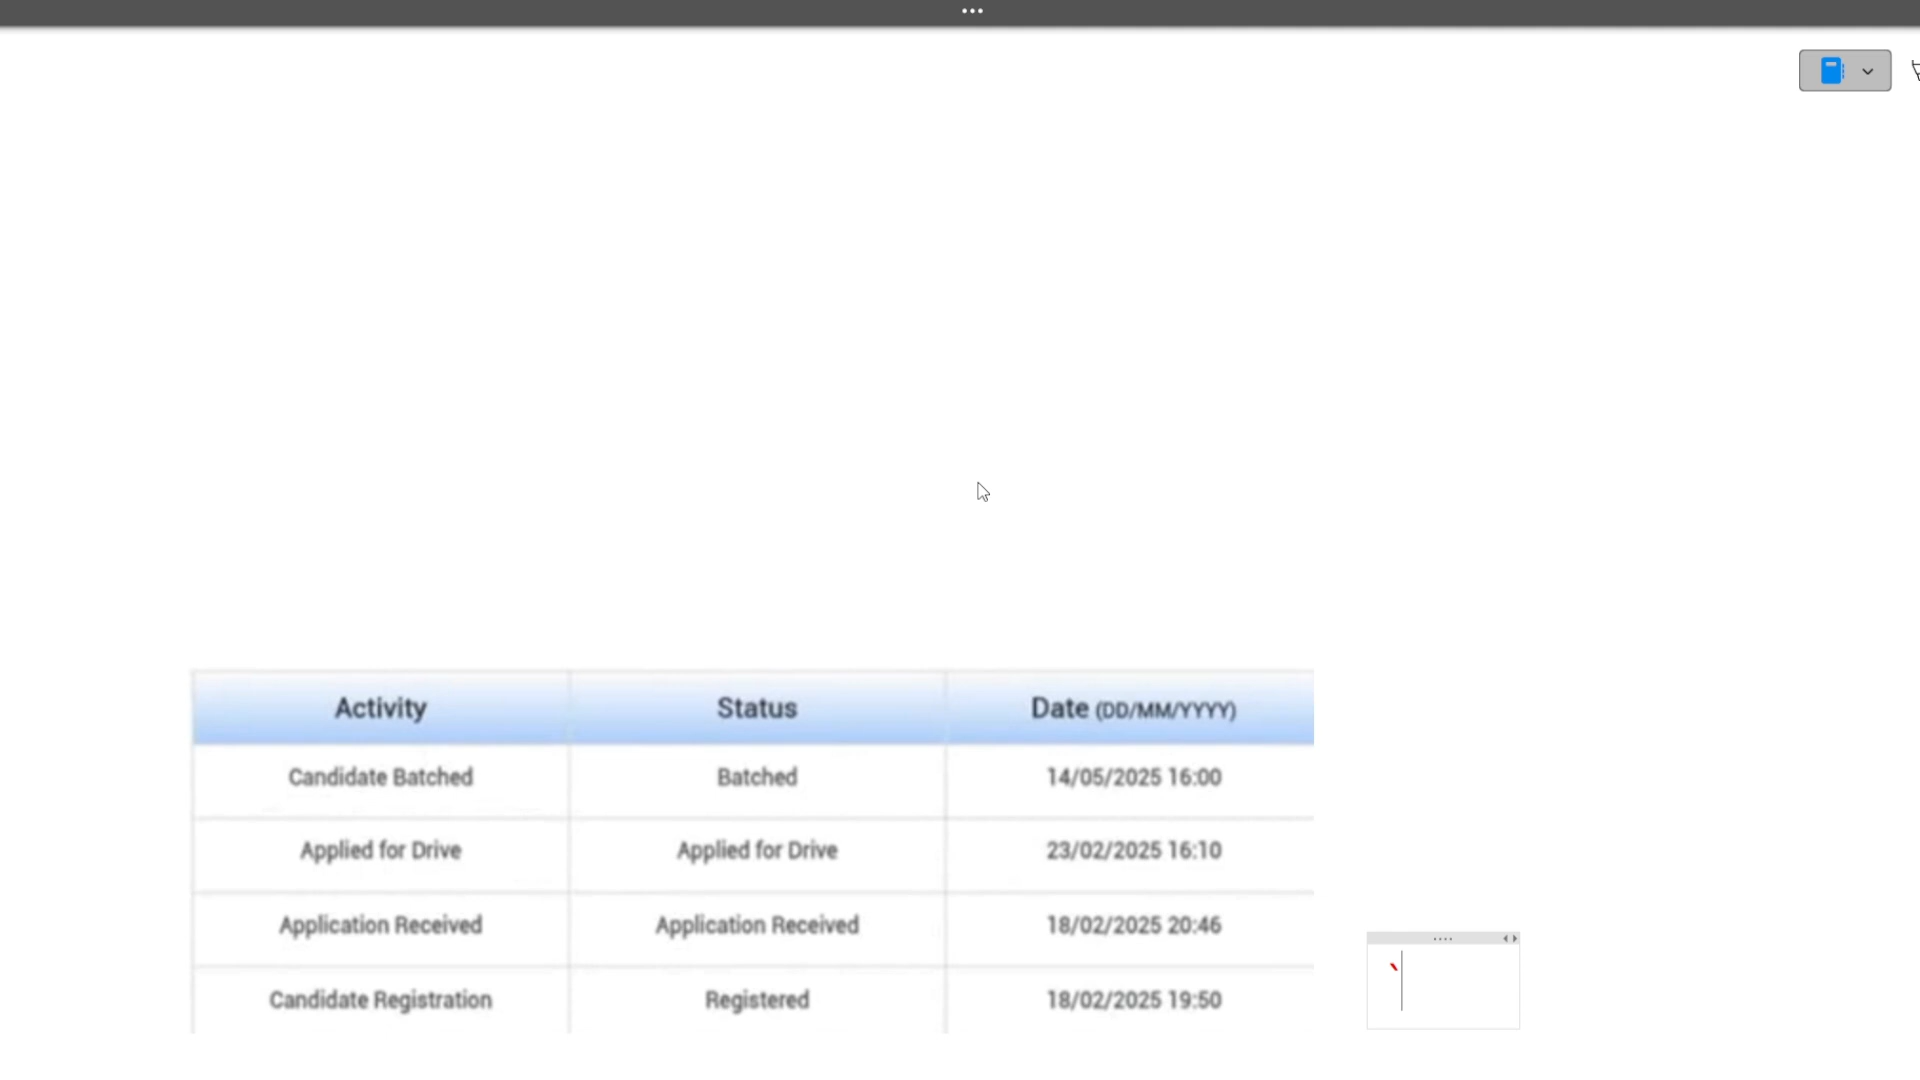 Activity Status Date (DD/MM/YYYY)
Candidate Batched Batched 14/05/2025 16:00
Applied for Drive Applied for Drive 23/02/2025 16:10
Application Received Application Received 18/02/2025 20:46
Candidate Registration Registered 18/02/2025 19:50